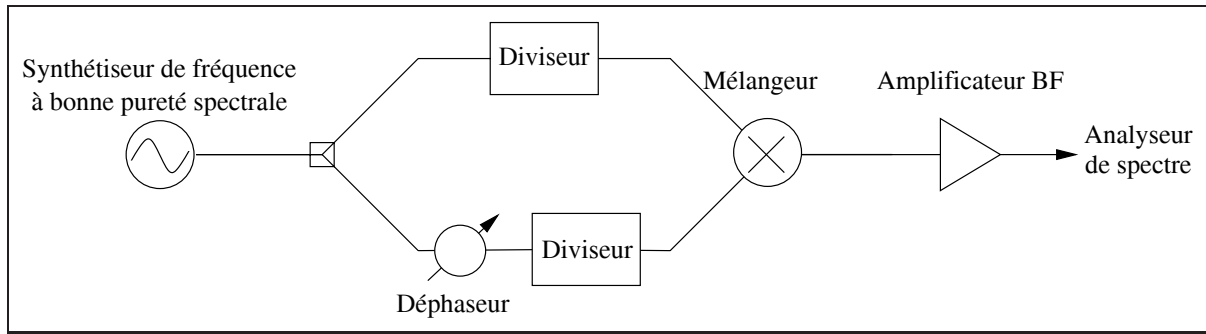 Synthétiseur de fréquence
à bonne pureté spectrale
Diviseur
Mélangeur
Amplificateur BF
Analyseur
de spectre
Déphaseur
Diviseur